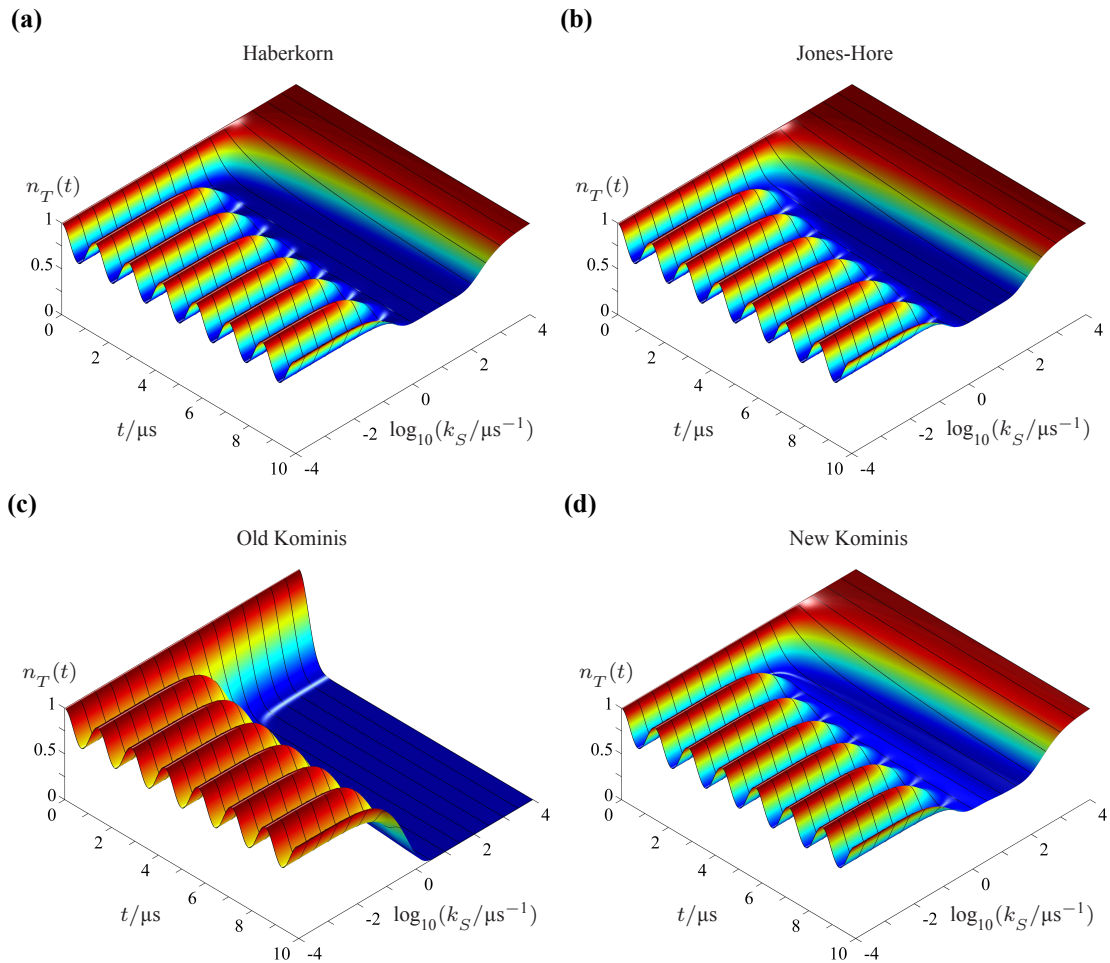 (a)
Haberkorn
n_T(t)
1
0.5
0
0
2
4
6
8
10
t/μs
-4
-2
0
2
4
log₁₀(k_S/μs⁻¹)
(b)
Jones-Hore
n_T(t)
1
0.5
0
0
2
4
6
8
10
t/μs
-4
-2
0
2
4
log₁₀(k_S/μs⁻¹)
(c)
Old Kominis
n_T(t)
1
0.5
0
0
2
4
6
8
10
t/μs
-4
-2
0
2
4
log₁₀(k_S/μs⁻¹)
(d)
New Kominis
n_T(t)
1
0.5
0
0
2
4
6
8
10
t/μs
-4
-2
0
2
4
log₁₀(k_S/μs⁻¹)